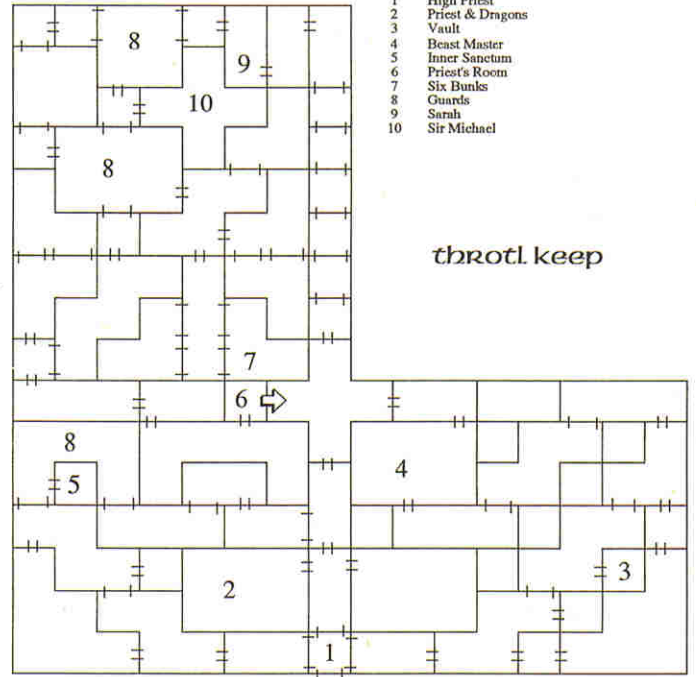 1 High Priest
2 Priest & Dragons
3 Vault
4 Beast Master
5 Inner Sanctum
6 Priest's Room
7 Six Bunks
8 Guards
9 Sarah
10 Sir Michael
8
9
10
8
throtl keep
7
6
8
4
5
3
2
1